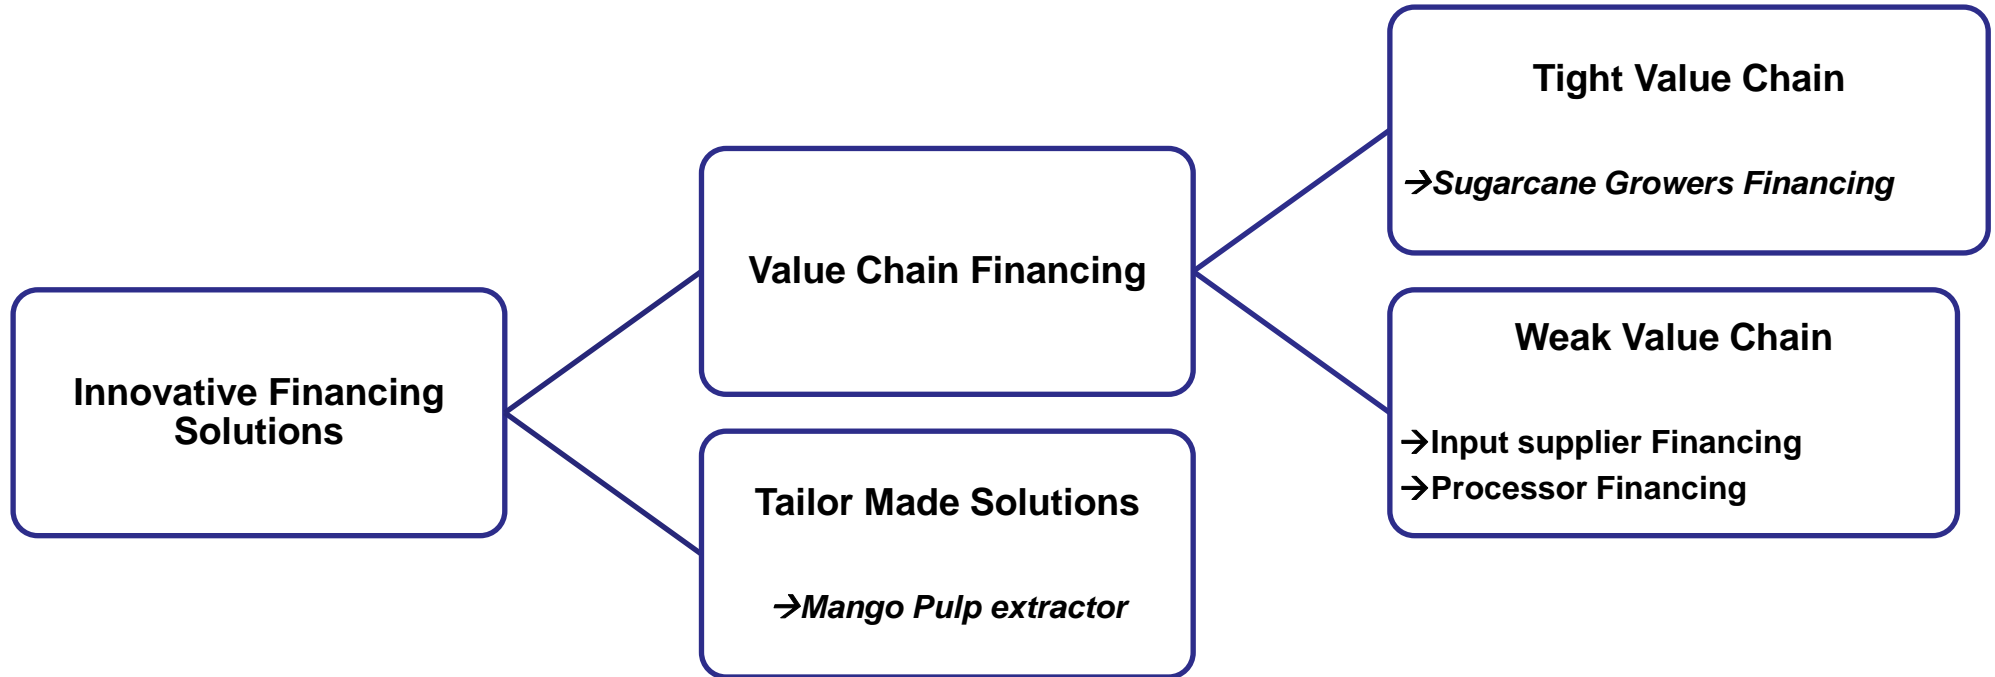 Innovative Financing
Solutions
Value Chain Financing
Tailor Made Solutions
→Mango Pulp extractor
Tight Value Chain
→Sugarcane Growers Financing
Weak Value Chain
→Input supplier Financing
→Processor Financing